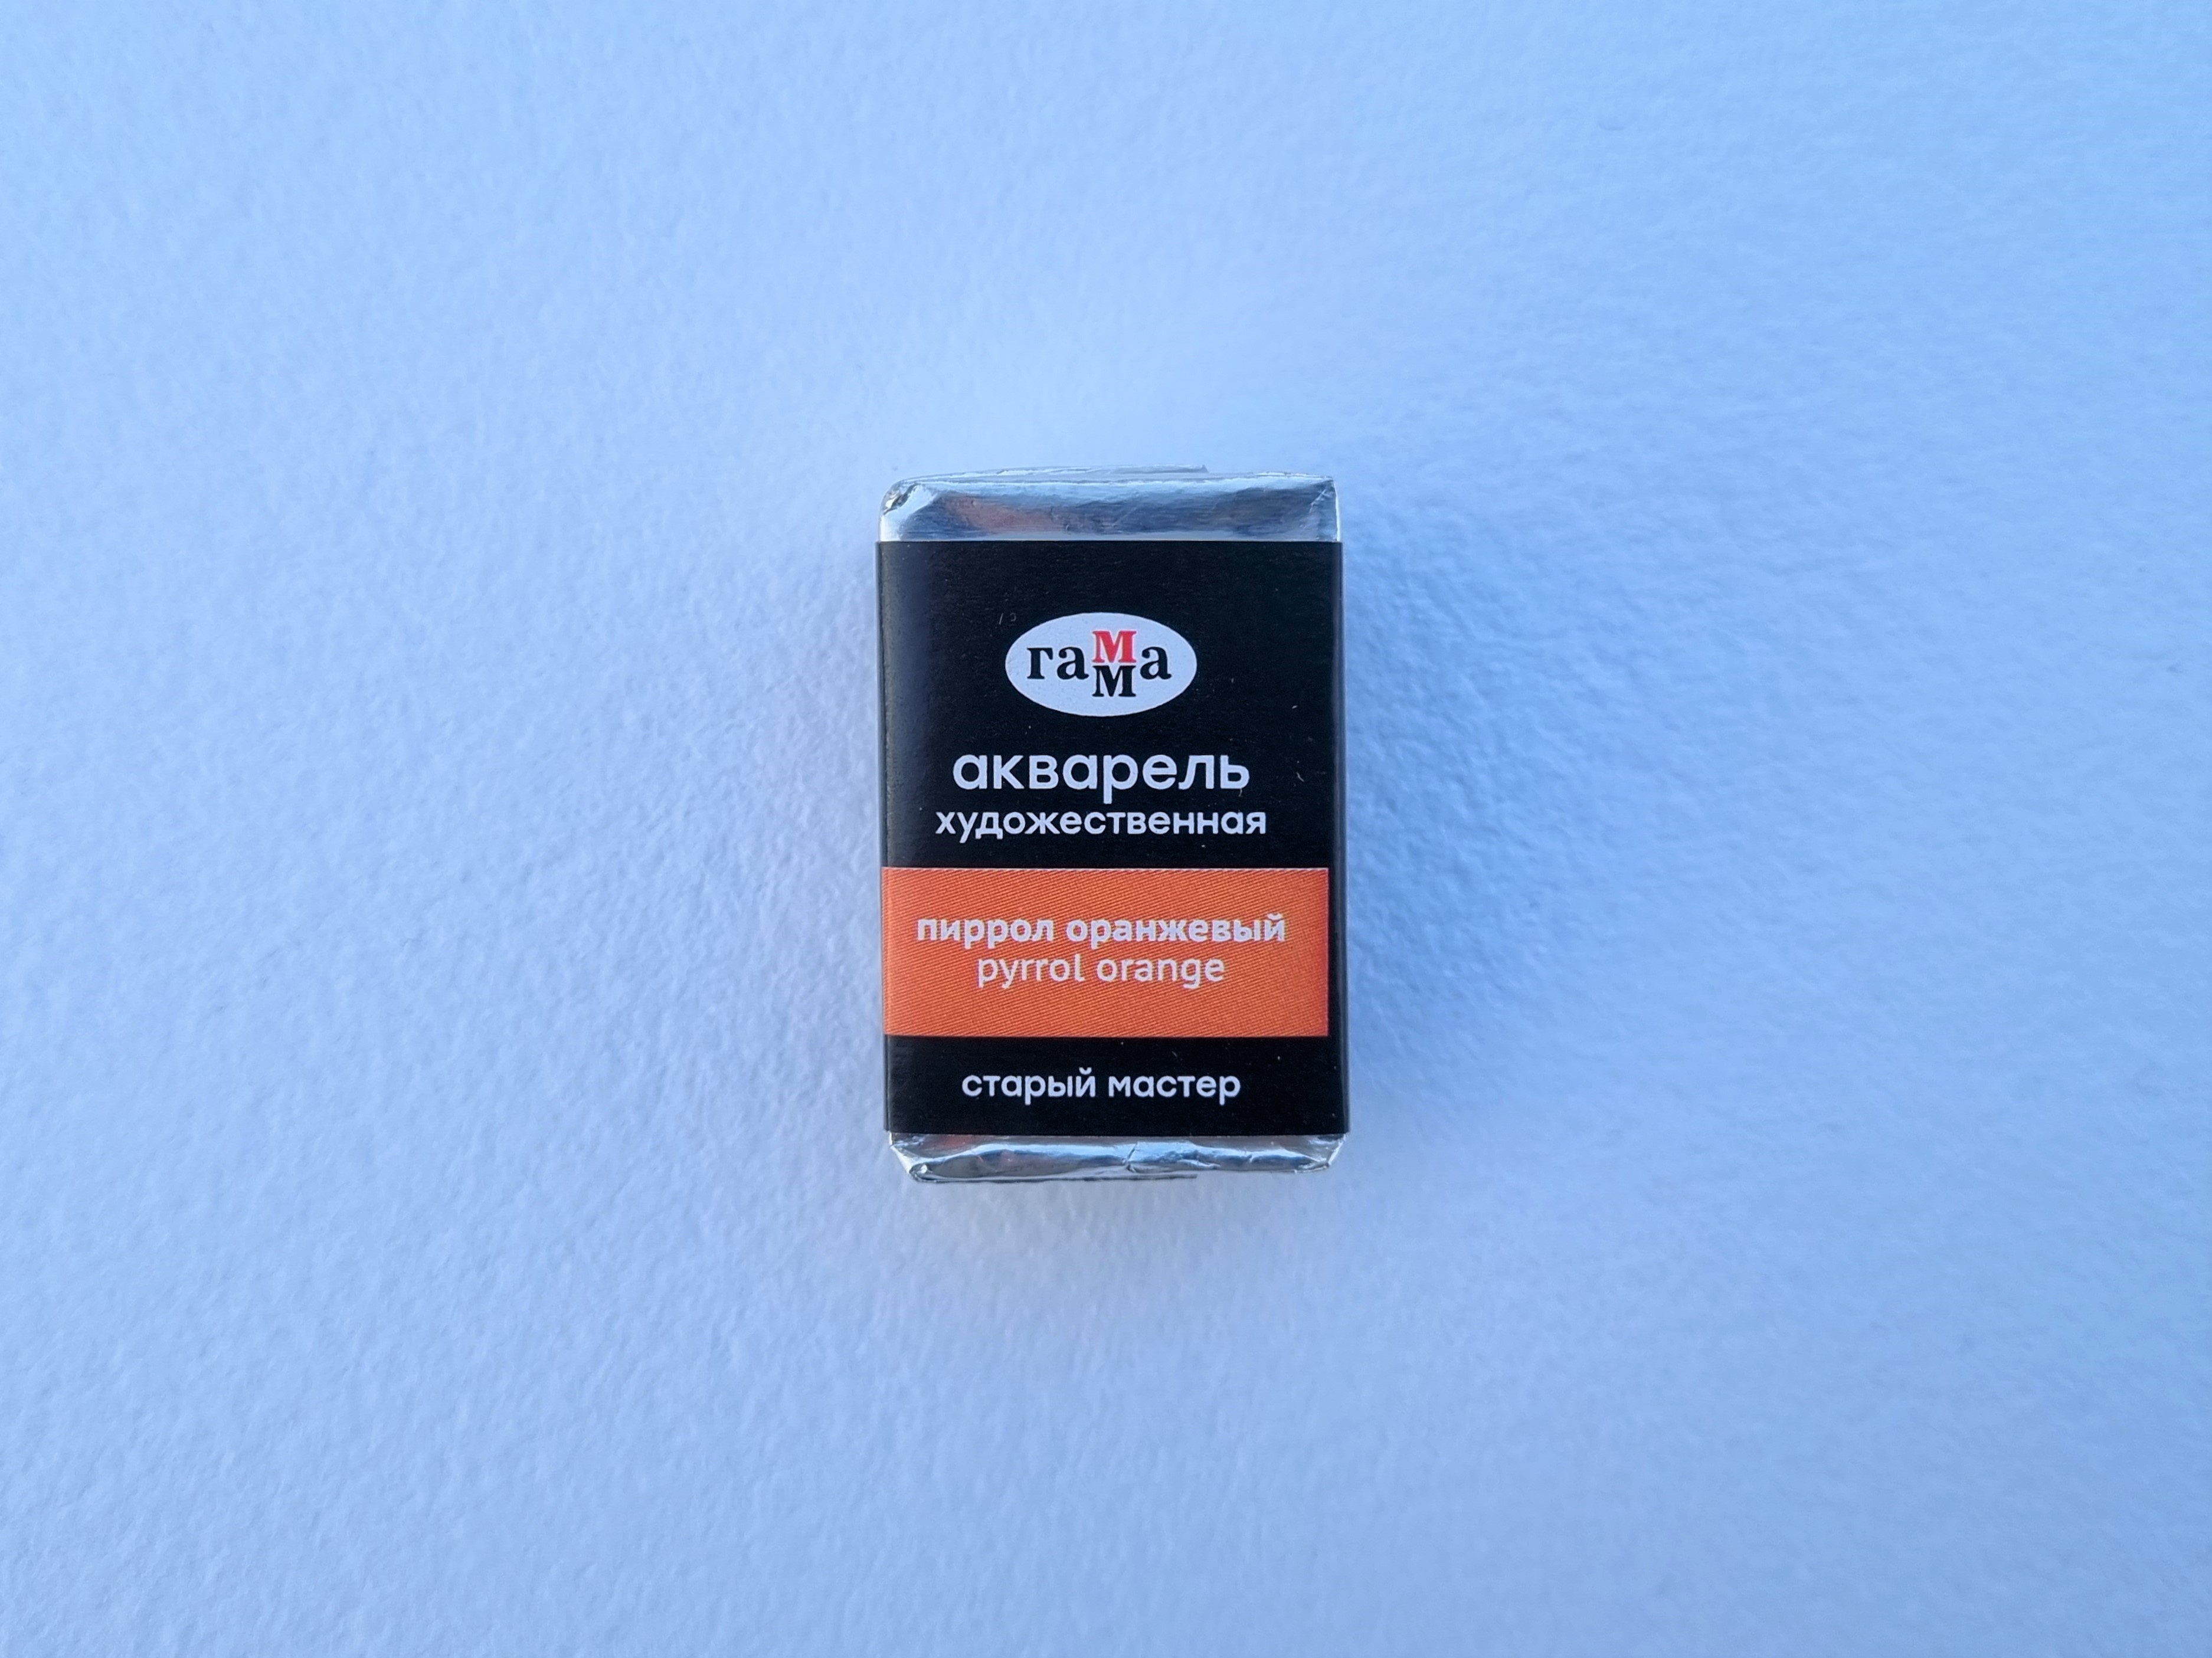 гамма
акварель
художественная
пиррол оранжевый
pyrrol orange
старый мастер